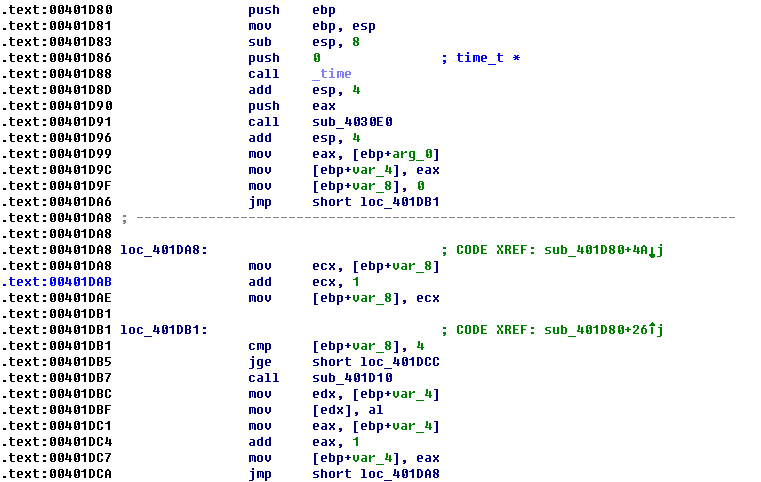 .text:00401D80 push ebp
.text:00401D81 mov ebp, esp
.text:00401D83 sub esp, 8
.text:00401D86 push 0 ; time_t *
.text:00401D88 call _time
.text:00401D8D add esp, 4
.text:00401D90 push eax
.text:00401D91 call sub_4030E0
.text:00401D96 add esp, 4
.text:00401D99 mov eax, [ebp+arg_0]
.text:00401D9C mov [ebp+var_4], eax
.text:00401D9F mov [ebp+var_8], 0
.text:00401DA6 jmp short loc_401DB1
.text:00401DA8 ; ---------------------------------------------------------------------------
.text:00401DA8
.text:00401DA8 loc_401DA8: ; CODE XREF: sub_401D80+4A↓j
.text:00401DA8 mov ecx, [ebp+var_8]
.text:00401DAB add ecx, 1
.text:00401DAE mov [ebp+var_8], ecx
.text:00401DB1
.text:00401DB1 loc_401DB1: ; CODE XREF: sub_401D80+26↑j
.text:00401DB1 cmp [ebp+var_8], 4
.text:00401DB5 jge short loc_401DCC
.text:00401DB7 call sub_401D10
.text:00401DBC mov edx, [ebp+var_4]
.text:00401DBF mov [edx], al
.text:00401DC1 mov eax, [ebp+var_4]
.text:00401DC4 add eax, 1
.text:00401DC7 mov [ebp+var_4], eax
.text:00401DCA jmp short loc_401DA8